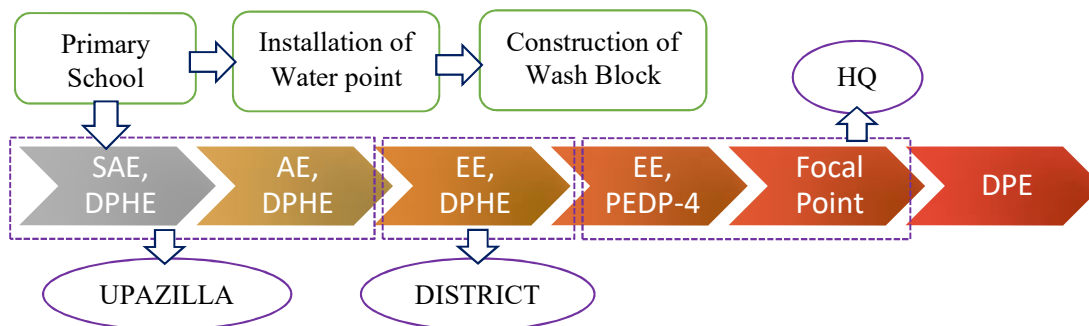 Primary
School
Installation of
Water point
Construction of
Wash Block
HQ
SAE,
DPHE
AE,
DPHE
EE,
DPHE
EE,
PEDP-4
Focal
Point
DPE
UPAZILLA
DISTRICT